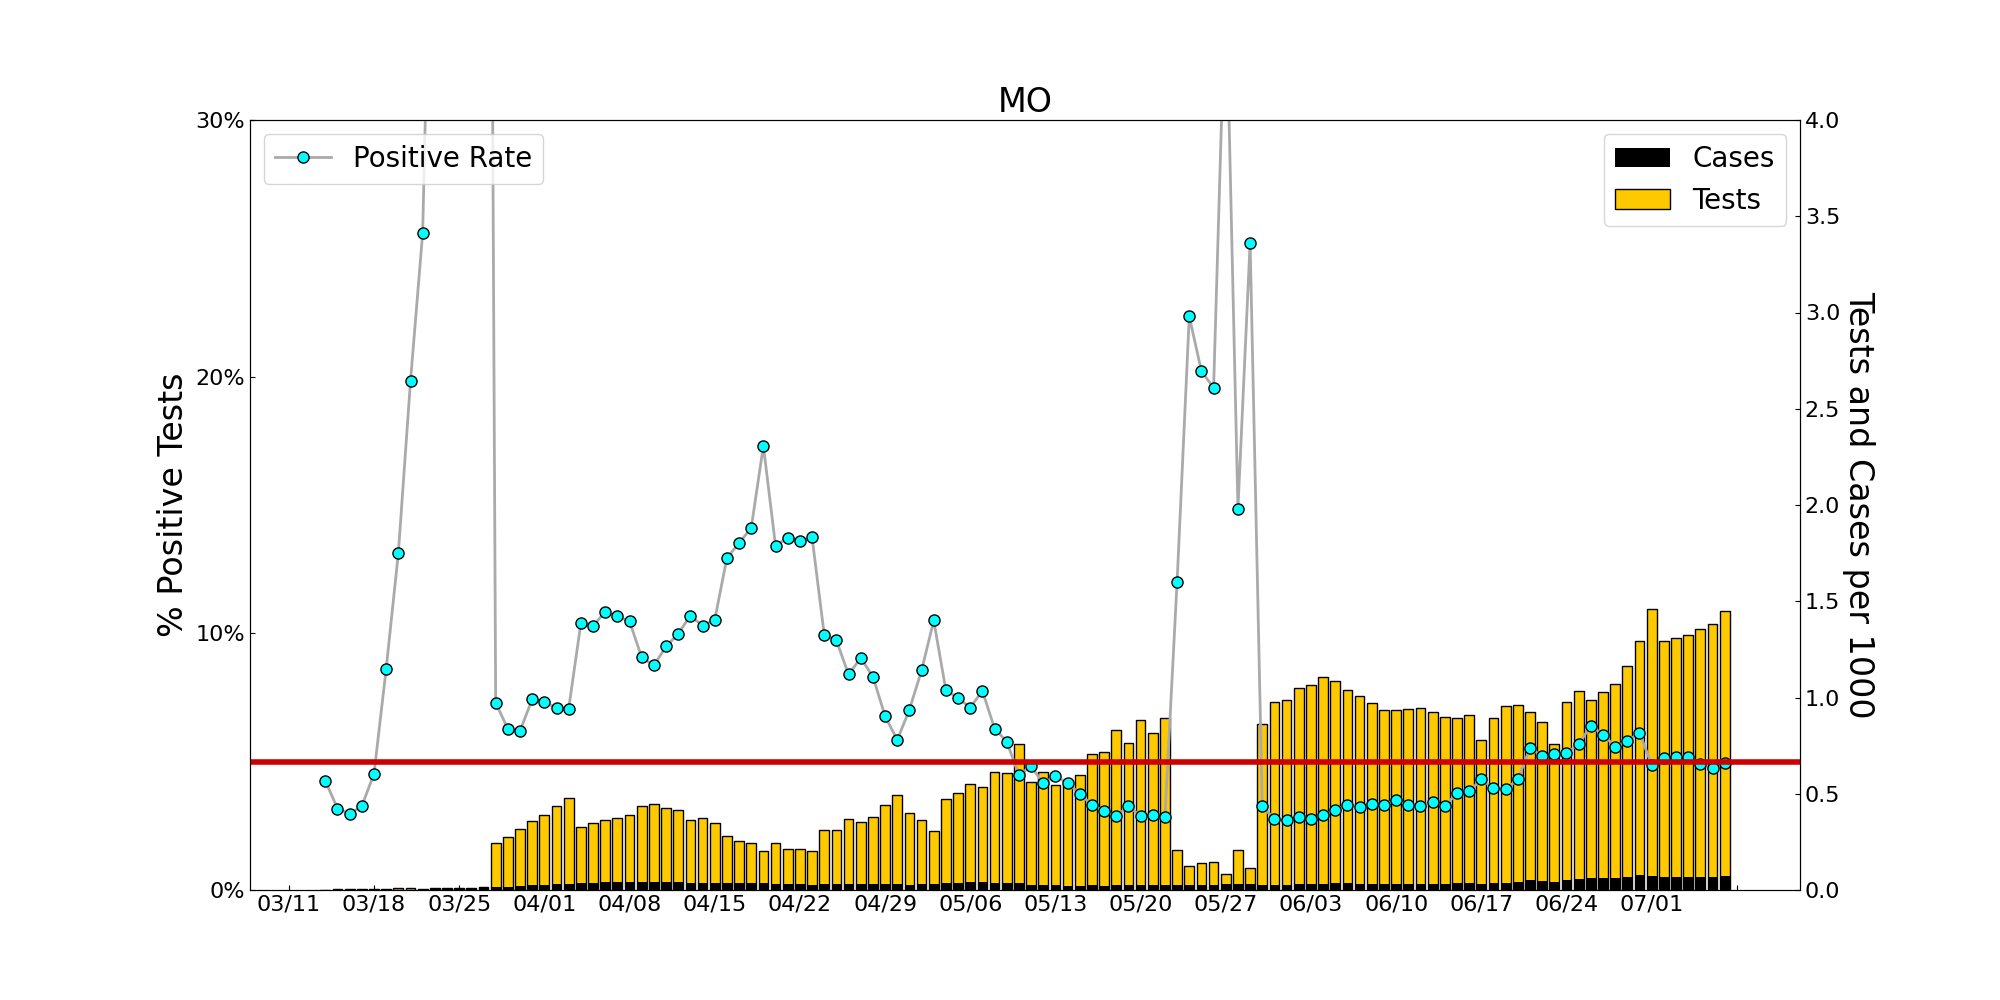 MO
30%
20%
10%
0%
% Positive Tests
Positive Rate
Cases
Tests
4.0
3.5
3.0
2.5
2.0
1.5
1.0
0.5
0.0
Tests and Cases per 1000
03/11 03/18 03/25 04/01 04/08 04/15 04/22 04/29 05/06 05/13 05/20 05/27 06/03 06/10 06/17 06/24 07/01